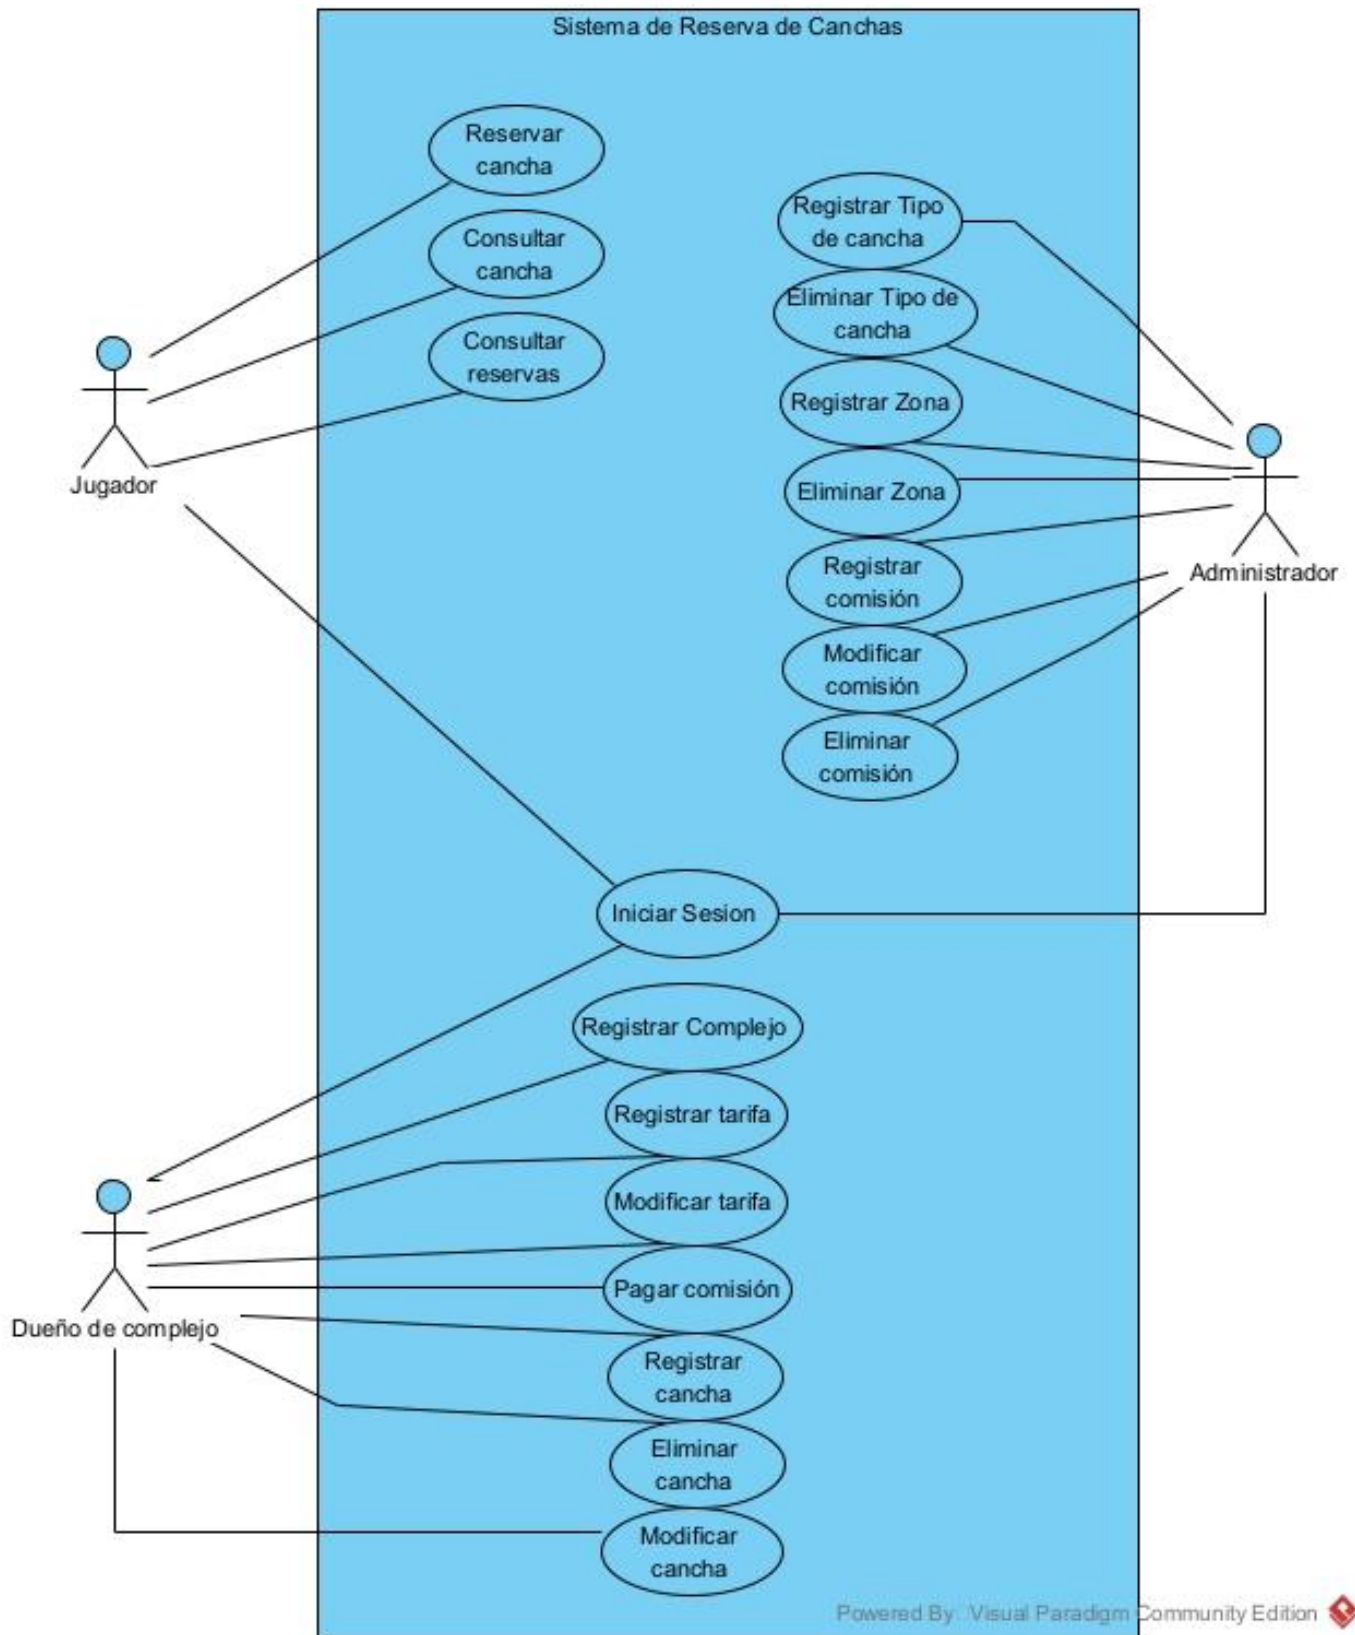 Sistema de Reserva de Canchas
Reservar
cancha
Consultar
cancha
Consultar
reservas
Jugador
Registrar Tipo
de cancha
Eliminar Tipo de
cancha
Registrar Zona
Eliminar Zona
Registrar
comisión
Modificar
comisión
Eliminar
comisión
Administrador
Iniciar Sesion
Registrar Complejo
Registrar tarifa
Modificar tarifa
Pagar comisión
Registrar
cancha
Eliminar
cancha
Modificar
cancha
Dueño de complejo
Powered By: Visual Paradigm Community Edition